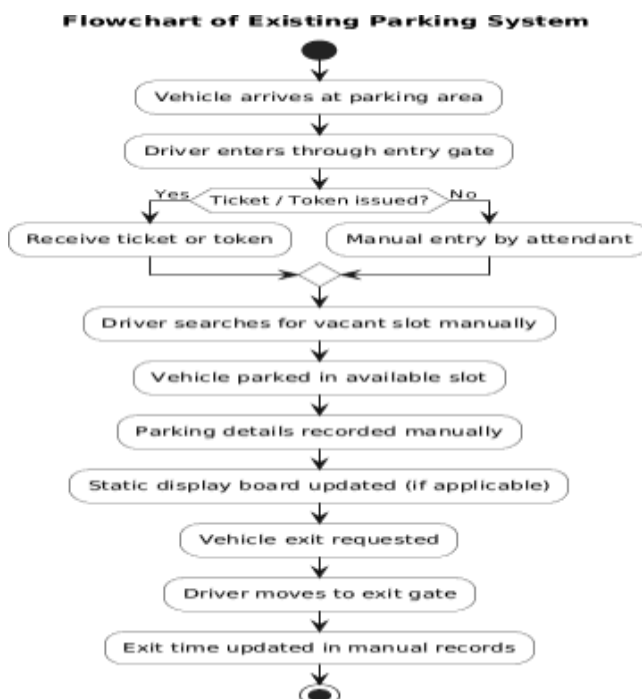 Flowchart of Existing Parking System
Vehicle arrives at parking area
Driver enters through entry gate
Ticket / Token issued?
Yes
No
Receive ticket or token
Manual entry by attendant
Driver searches for vacant slot manually
Vehicle parked in available slot
Parking details recorded manually
Static display board updated (if applicable)
Vehicle exit requested
Driver moves to exit gate
Exit time updated in manual records